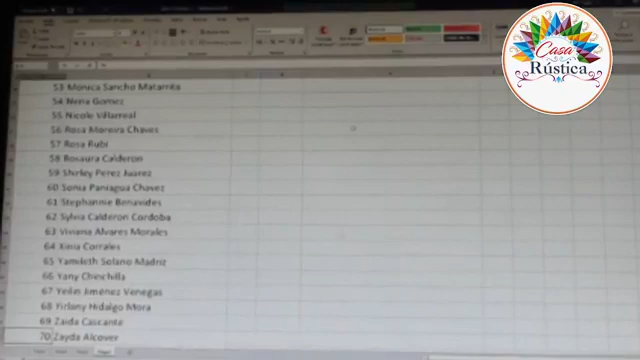 Casa
Rústica
53 Monica Sancho Matarrita
54 Nena Gomez
55 Nicole Villarreal
56 Rosa Moreira Chaves
57 Rosa Rubi
58 Rosaura Calderon
59 Shirley Perez Juarez
60 Sonia Paniagua Chavez
61 Stephannie Benavides
62 Sylvia Calderon Cordoba
63 Viviana Alvares Morales
64 Xinia Corrales
65 Yamileth Solano Madriz
66 Yany Chinchilla
67 Yeilin Jiménez Venegas
68 Yirlany Hidalgo Mora
69 Zaida Cascante
70 Zayda Alcover